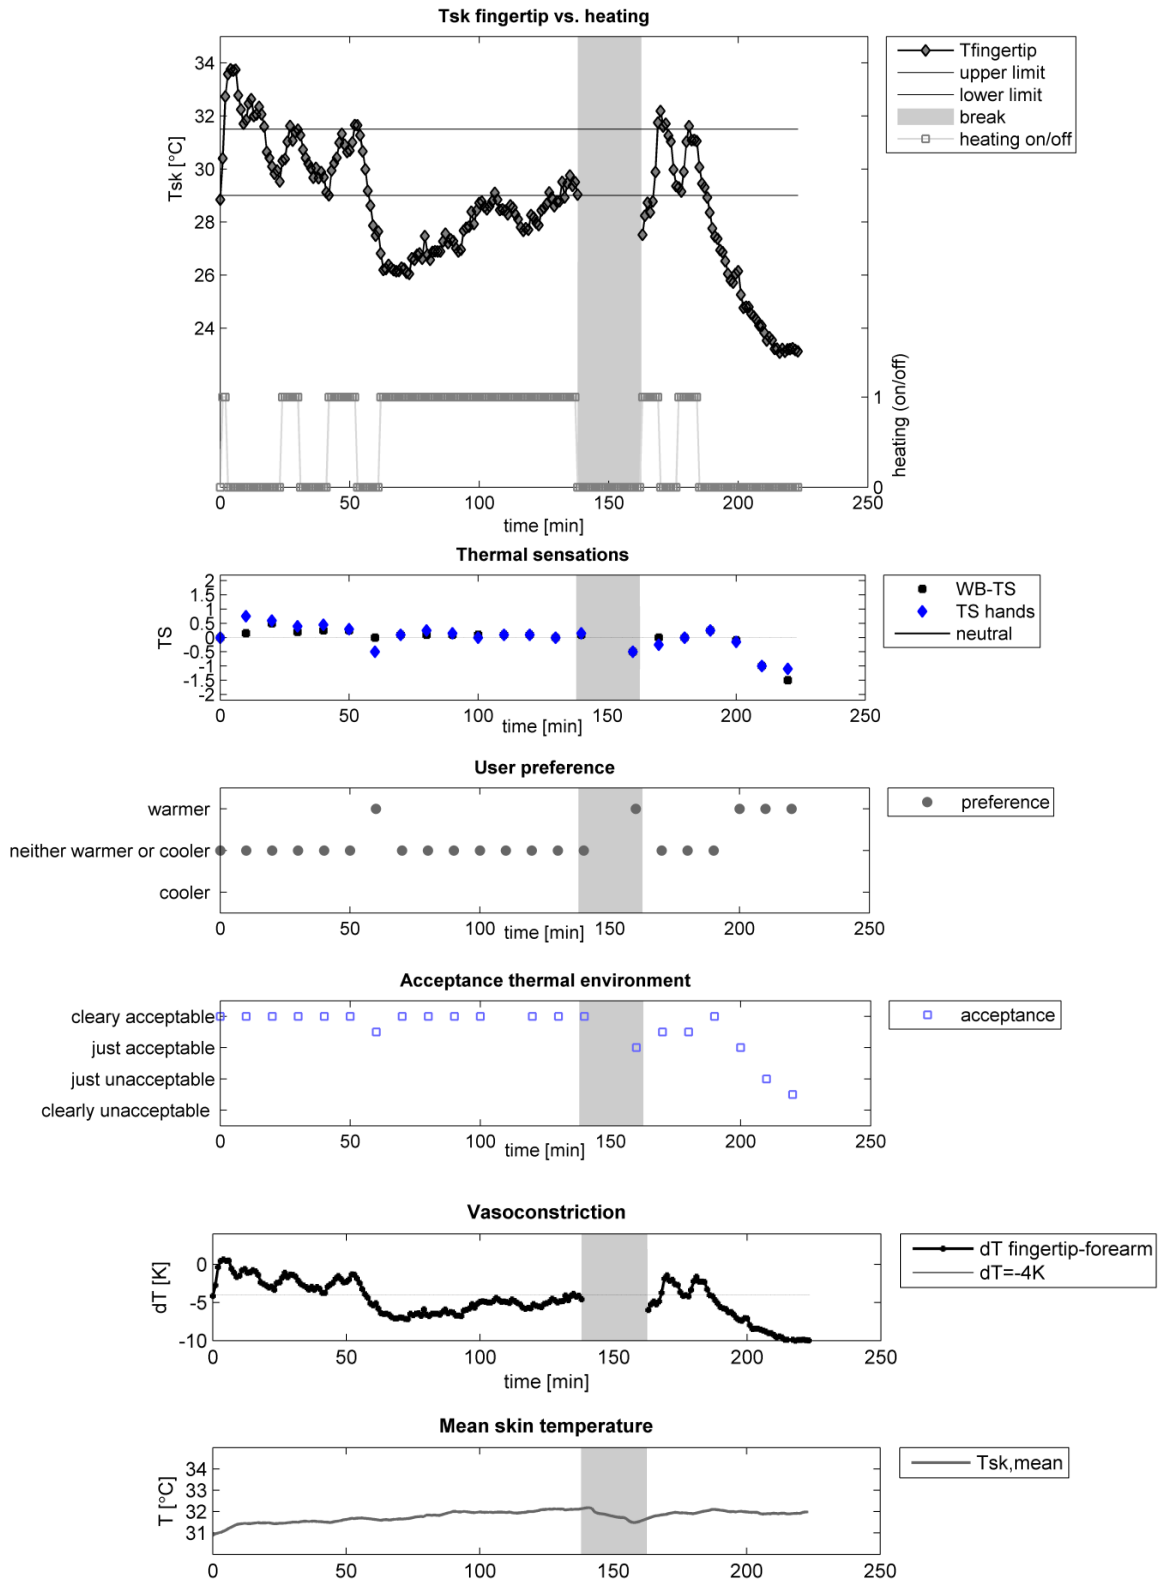 Tsk fingertip vs. heating
34
32
30
28
26
24
Tsk [°C]
1
0
heating (on/off)
0 50 100 150 200 250
time [min]
Tfingertip
upper limit
lower limit
break
heating on/off
Thermal sensations
2
1.5
1
0.5
0
-0.5
-1
-1.5
-2
TS
0 50 100 150 200 250
time [min]
WB-TS
TS hands
neutral
User preference
warmer
neither warmer or cooler
cooler
0 50 100 150 200 250
time [min]
preference
Acceptance thermal environment
cleary acceptable
just acceptable
just unacceptable
clearly unacceptable
0 50 100 150 200 250
time [min]
acceptance
Vasoconstriction
0
-5
-10
dT [K]
0 50 100 150 200 250
time [min]
dT fingertip-forearm
dT=-4K
Mean skin temperature
34
33
32
31
T [°C]
0 50 100 150 200 250
Tsk,mean